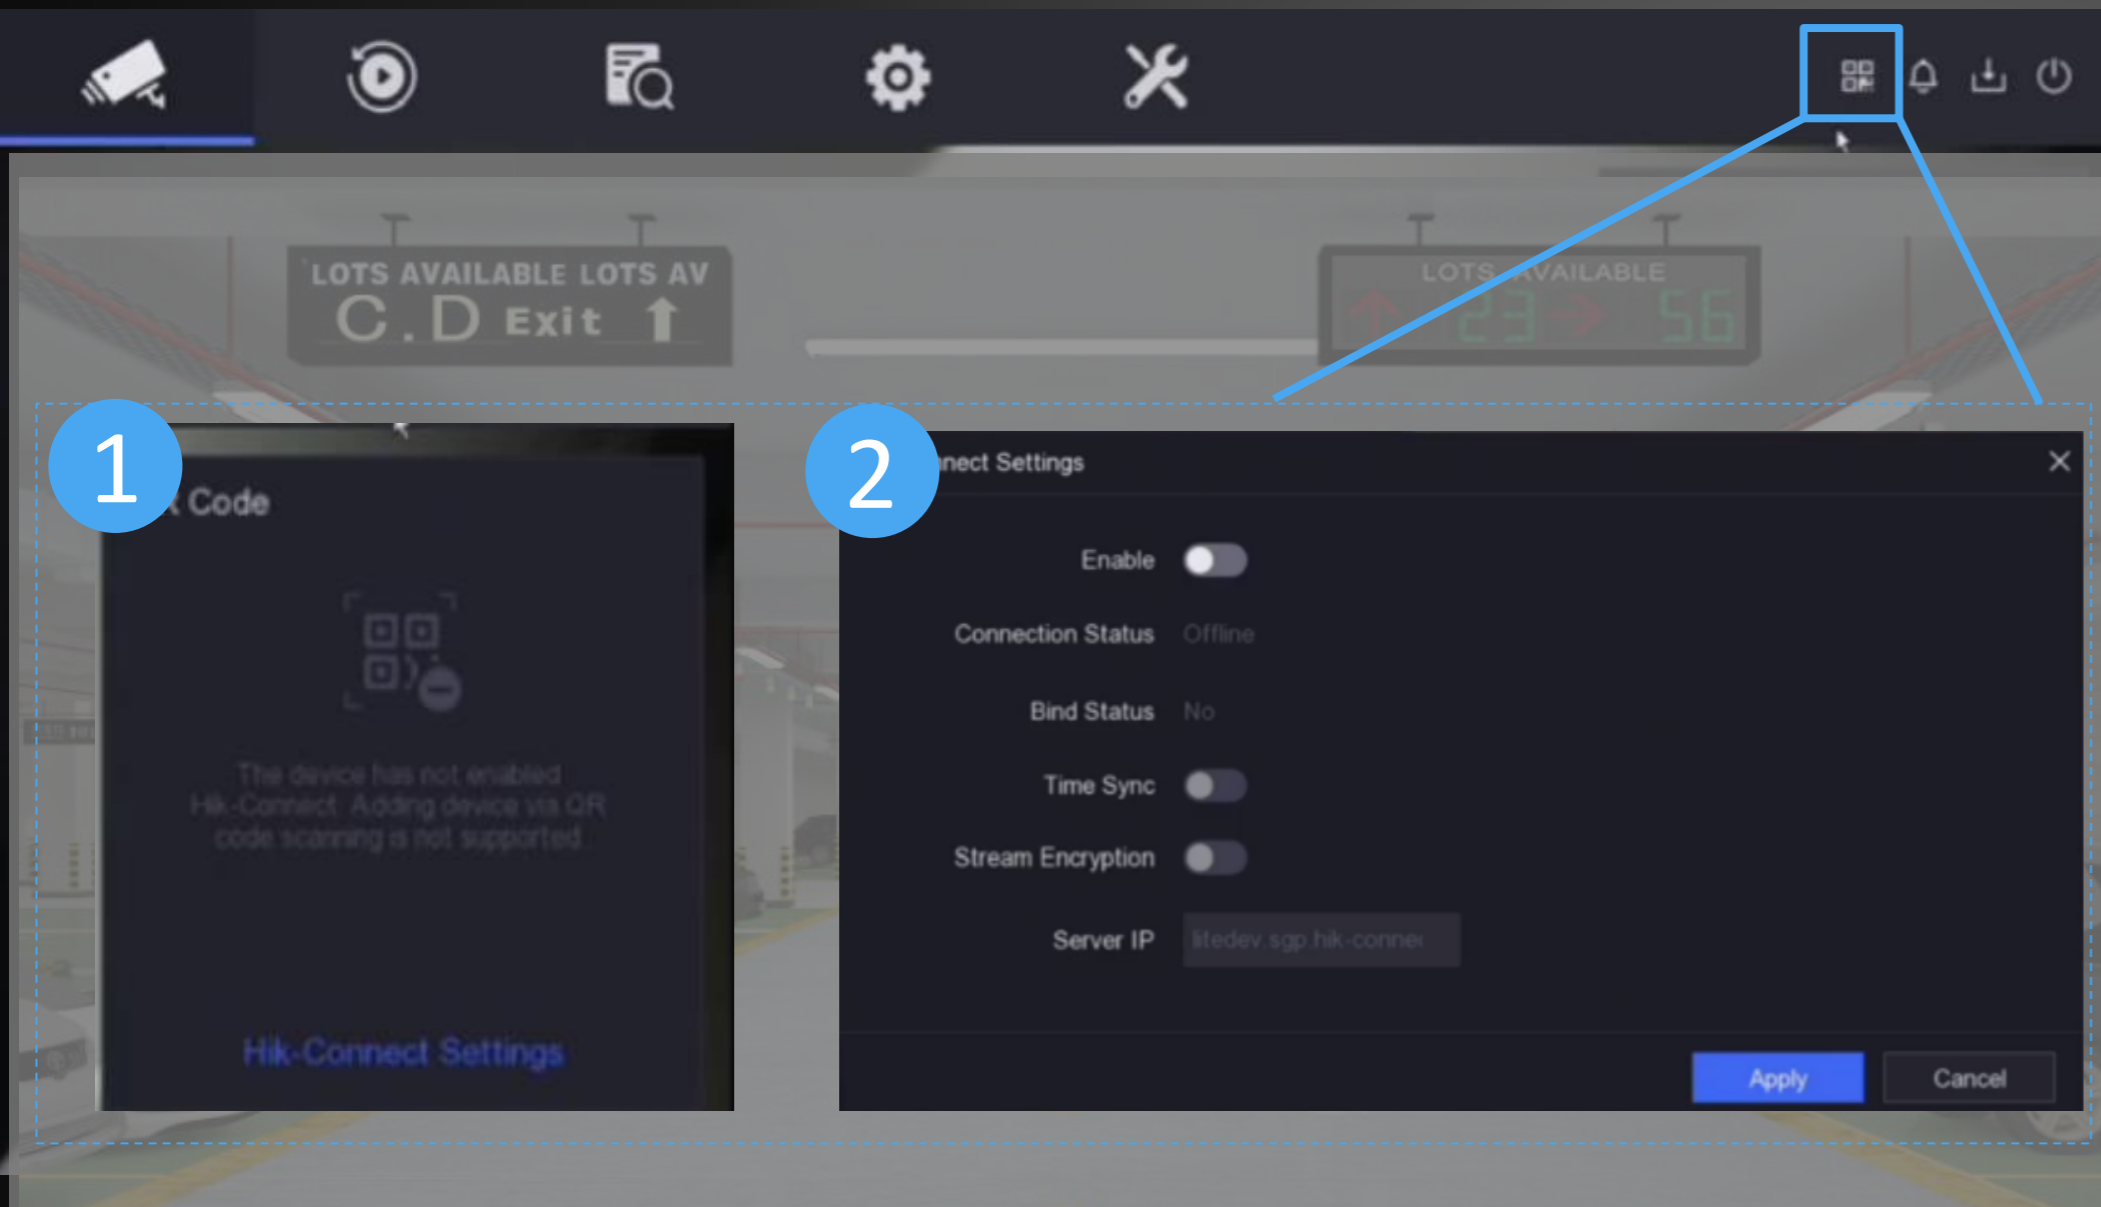 LOTS AVAILABLE LOTS AV
C.D Exit ↑
LOTS AVAILABLE
↑ 23 → 56
1
R Code
The device has not enabled
Hik-Connect. Adding device via QR
code scanning is not supported.
Hik-Connect Settings
2
nnect Settings
Enable
Connection Status Offline
Bind Status No
Time Sync
Stream Encryption
Server IP litedev.sgp.hik-connec
Apply Cancel